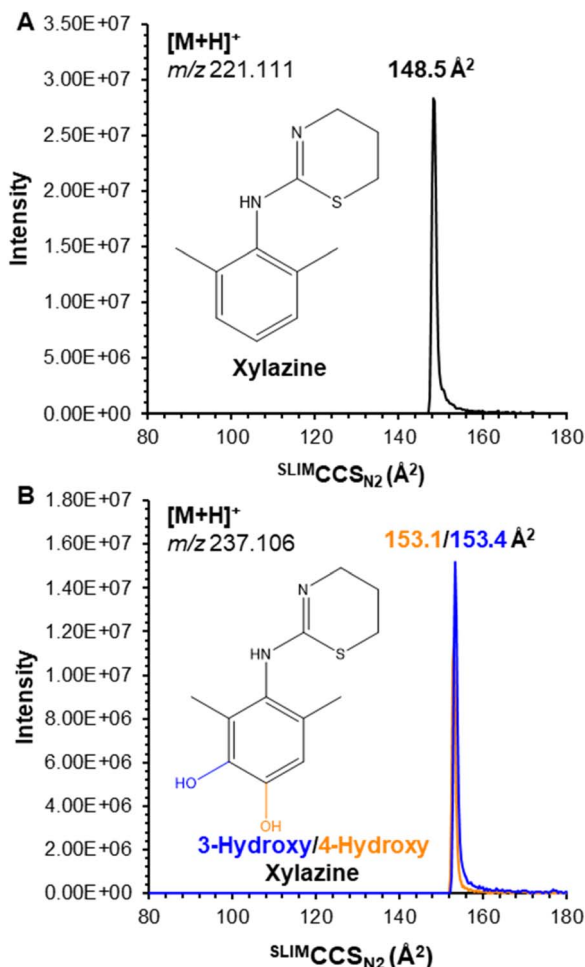 A
3.50E+07
3.00E+07
2.50E+07
2.00E+07
1.50E+07
1.00E+07
5.00E+06
0.00E+00
Intensity
[M+H]⁺
m/z 221.111
148.5 Å²
N
HN
S
Xylazine
80 100 120 140 160 180
SLIMCCSN2 (Å²)
B
1.80E+07
1.60E+07
1.40E+07
1.20E+07
1.00E+07
8.00E+06
6.00E+06
4.00E+06
2.00E+06
0.00E+00
Intensity
[M+H]⁺
m/z 237.106
153.1/153.4 Å²
N
HN
S
HO
OH
3-Hydroxy/4-Hydroxy
Xylazine
80 100 120 140 160 180
SLIMCCSN2 (Å²)